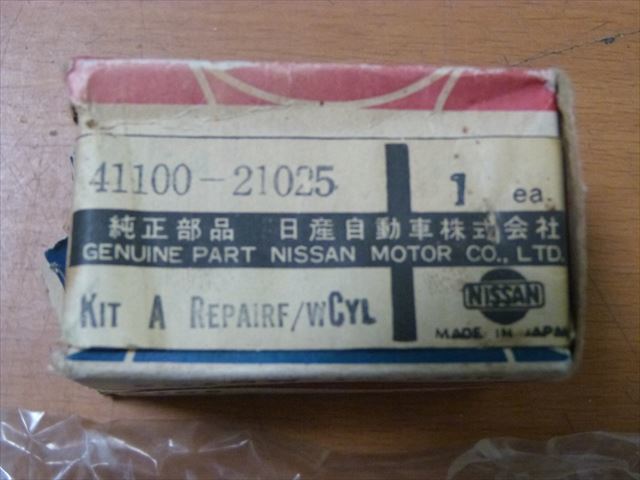 41100-21025 1 ea.
純正部品 日産自動車株式会社
GENUINE PART NISSAN MOTOR CO., LTD.
NISSAN
KIT A REPAIRF/WCYL
MADE IN JAPAN